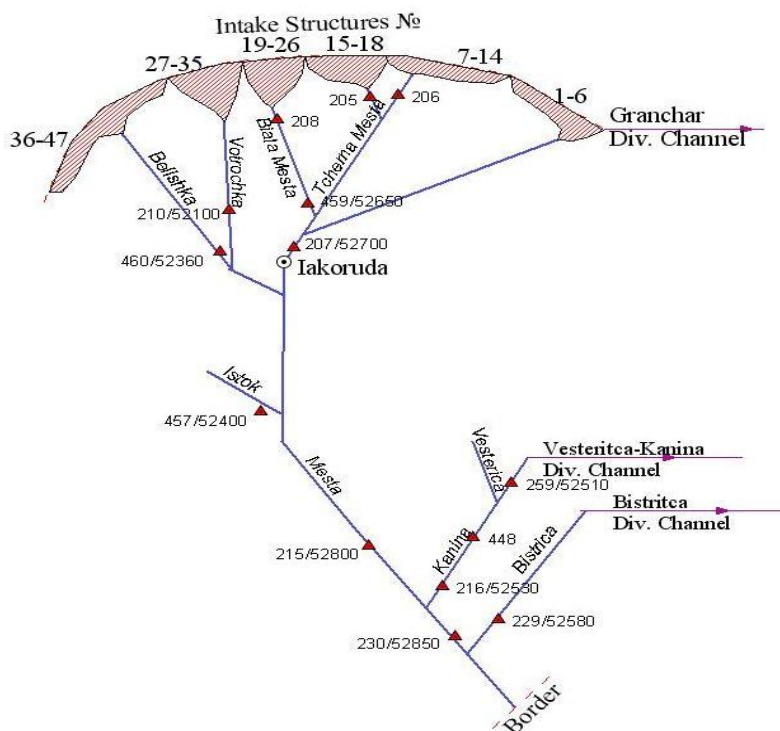 Intake Structures №
19-26
15-18
7-14
27-35
1-6
36-47
Granchar
Div. Channel
205
206
208
Belishka
Votrochka
Biala Mesta
Tcherna Mesta
210/52100
459/52650
207/52700
460/52360
Iakoruda
Istok
457/52400
Mesta
Vesterica
Vesteritca-Kanina
Div. Channel
259/52510
Bistritca
Div. Channel
448
Kanina
Bistrica
215/52800
216/52530
229/52580
230/52850
Border